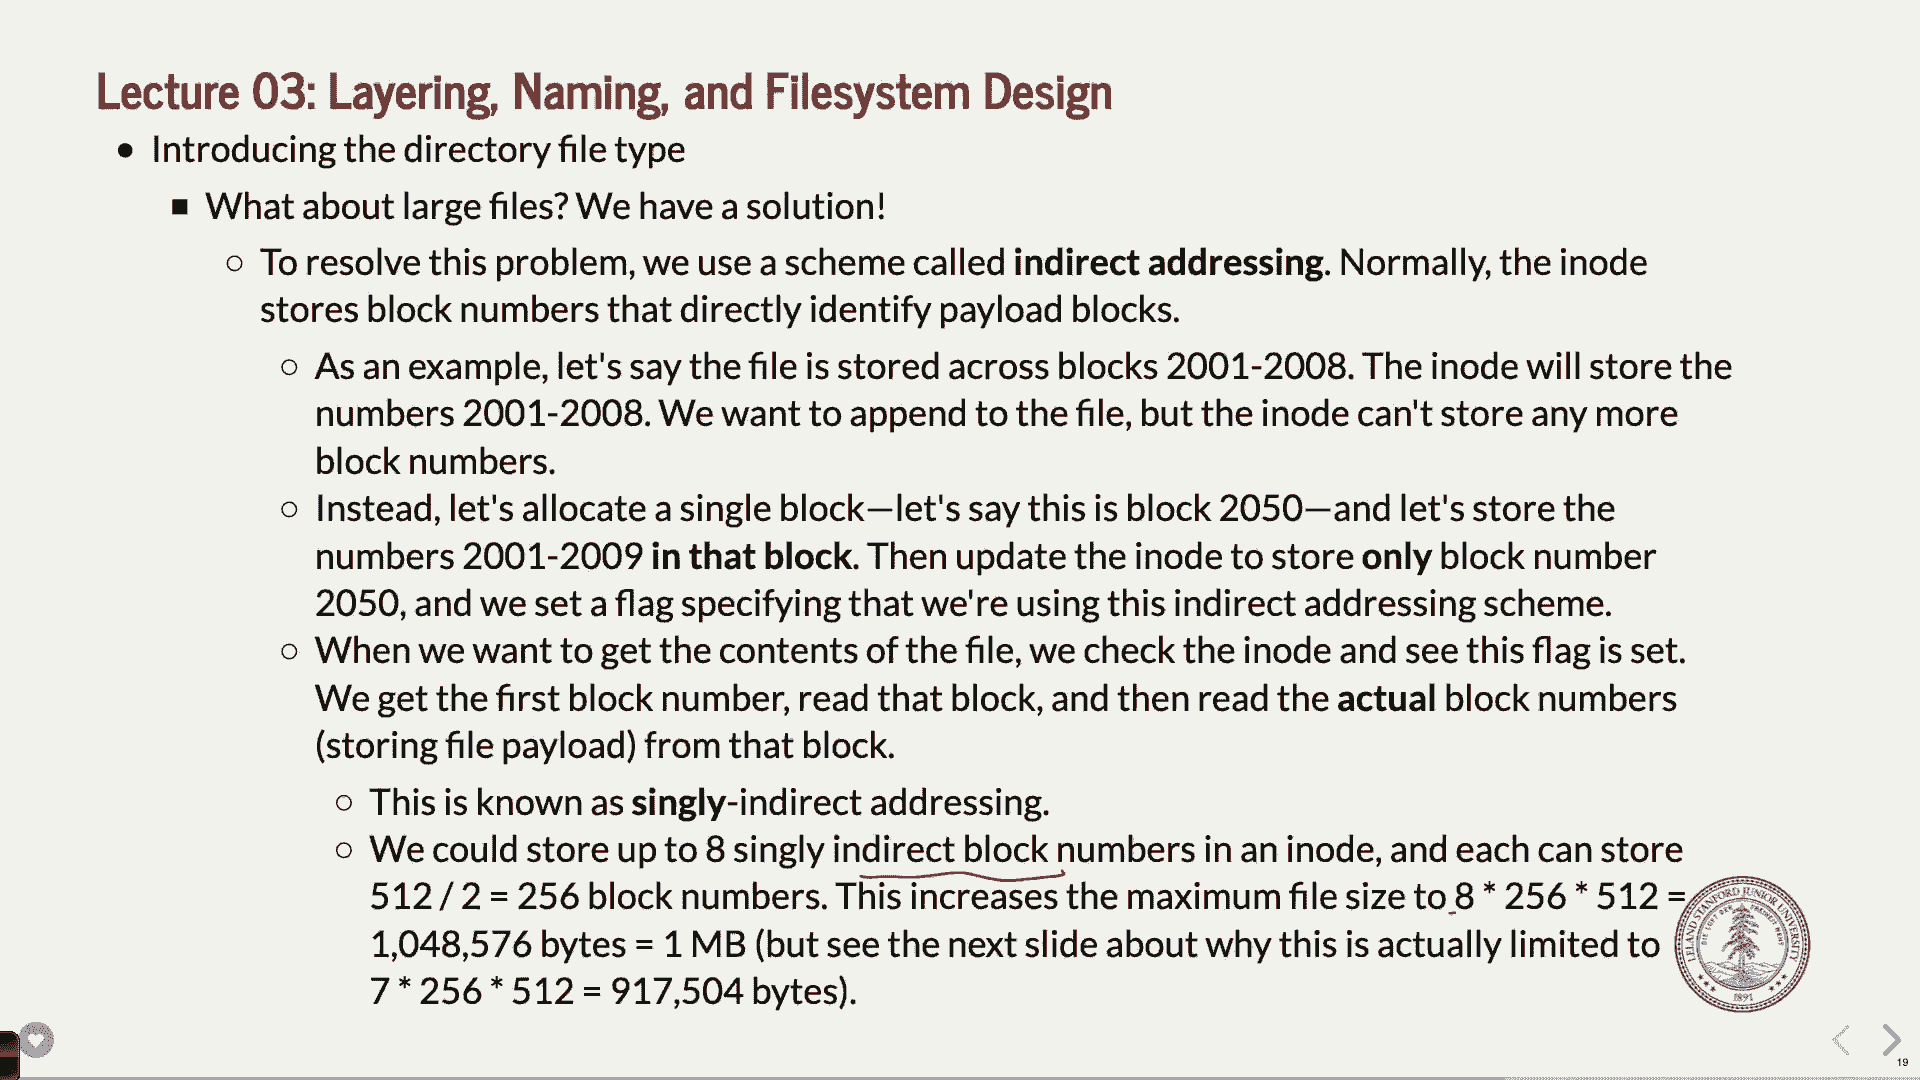 Lecture 03: Layering, Naming, and Filesystem Design
• Introducing the directory file type
▪ What about large files? We have a solution!
○ To resolve this problem, we use a scheme called indirect addressing. Normally, the inode
stores block numbers that directly identify payload blocks.
○ As an example, let's say the file is stored across blocks 2001-2008. The inode will store the
numbers 2001-2008. We want to append to the file, but the inode can't store any more
block numbers.
○ Instead, let's allocate a single block—let's say this is block 2050—and let's store the
numbers 2001-2009 in that block. Then update the inode to store only block number
2050, and we set a flag specifying that we're using this indirect addressing scheme.
○ When we want to get the contents of the file, we check the inode and see this flag is set.
We get the first block number, read that block, and then read the actual block numbers
(storing file payload) from that block.
○ This is known as singly-indirect addressing.
○ We could store up to 8 singly indirect block numbers in an inode, and each can store
512 / 2 = 256 block numbers. This increases the maximum file size to 8 * 256 * 512 =
1,048,576 bytes = 1 MB (but see the next slide about why this is actually limited to
7 * 256 * 512 = 917,504 bytes).
LELAND STANFORD JUNIOR UNIVERSITY
1891
19